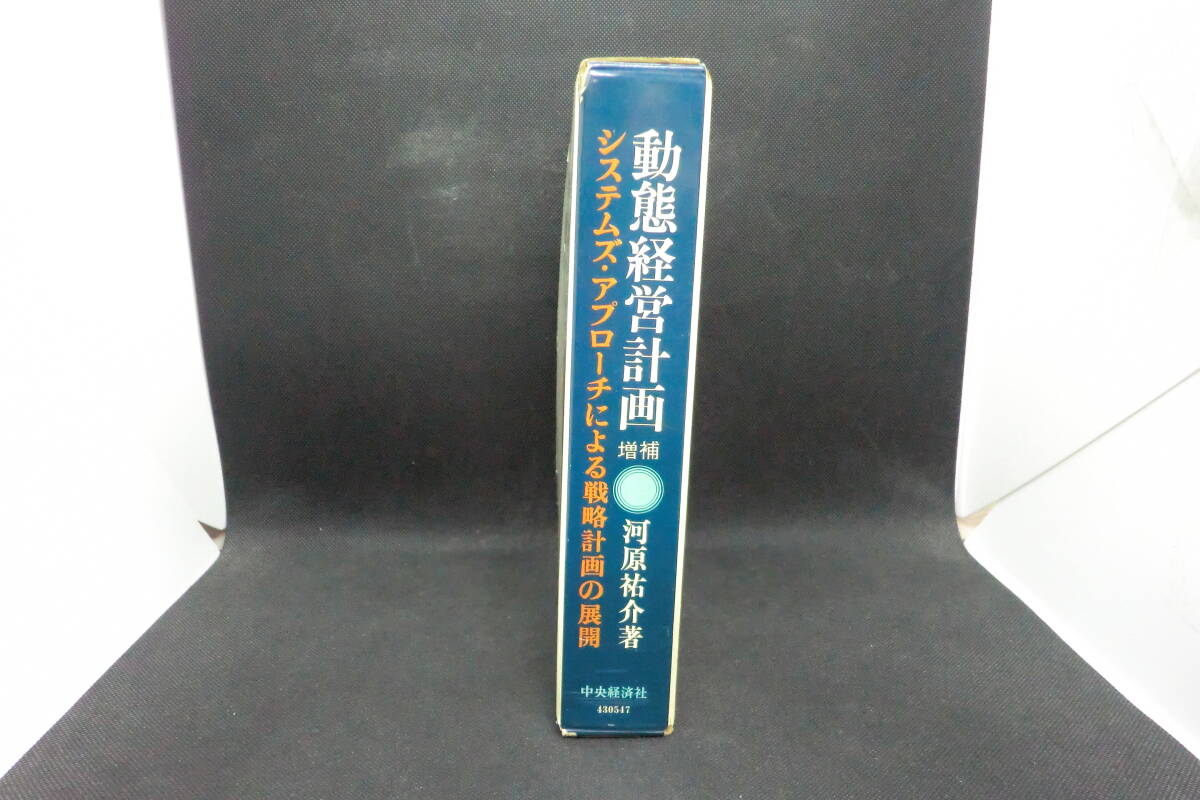 動態経営計画
増補
システムズ・アプローチによる戦略計画の展開
河原祐介著
中央経済社
430547